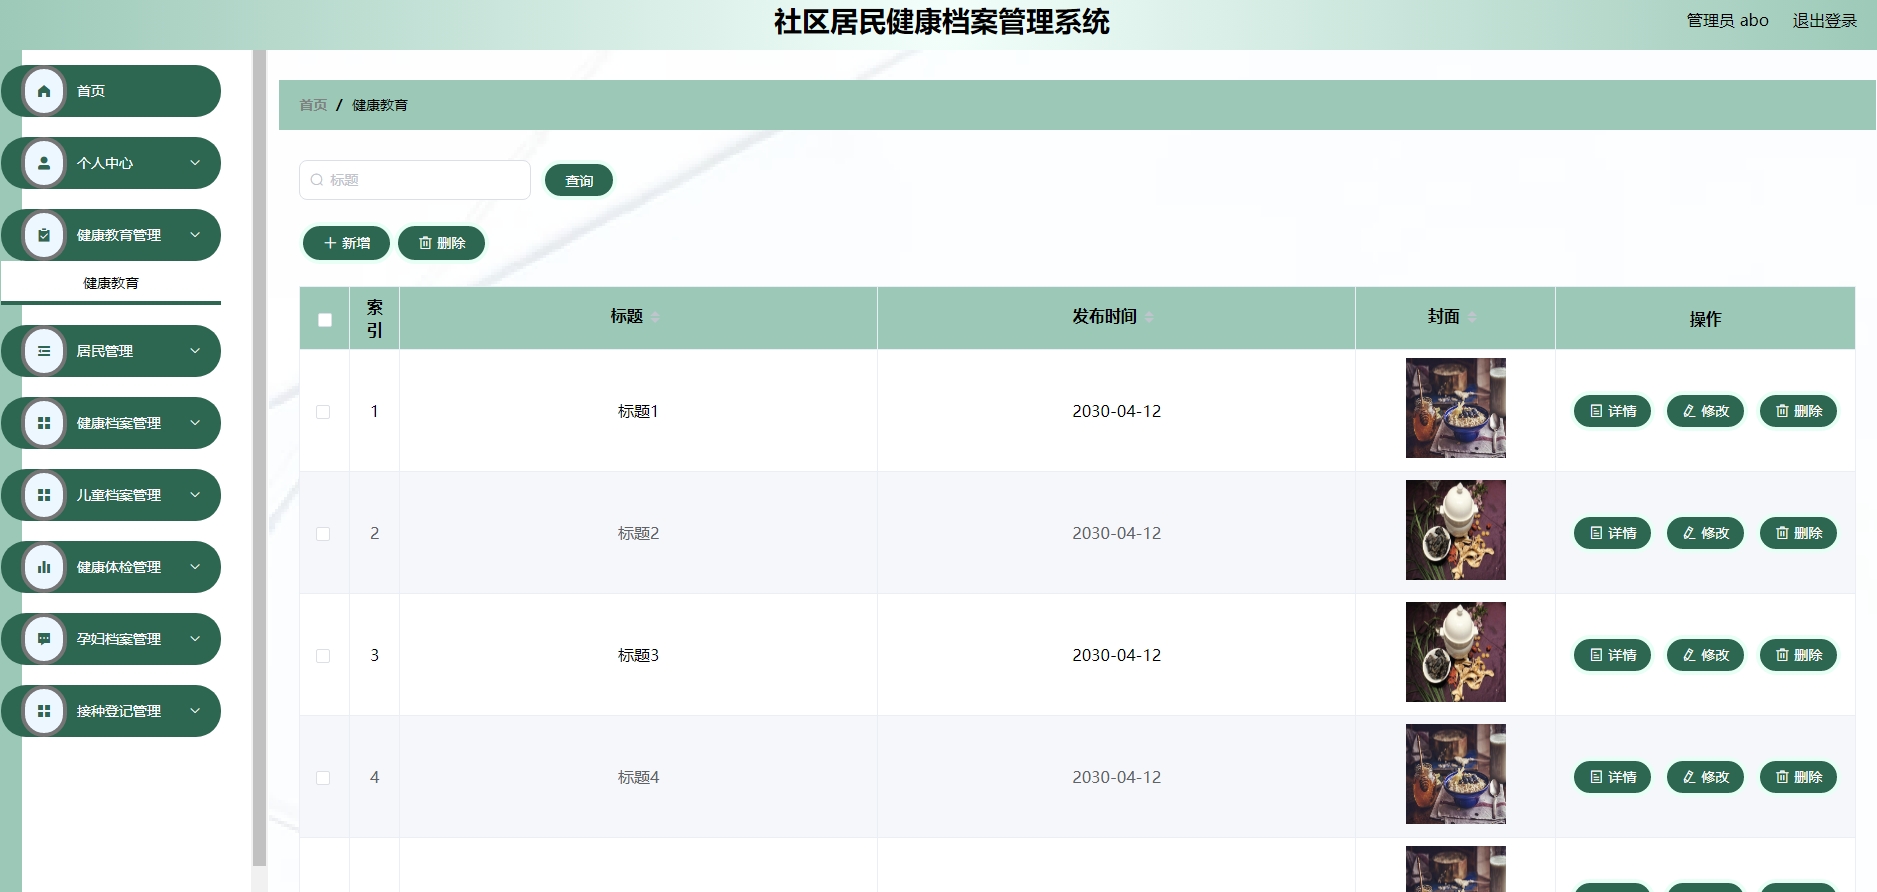 社区居民健康档案管理系统
管理员 abo 退出登录
首页
个人中心
健康教育管理
健康教育
居民管理
健康档案管理
儿童档案管理
健康体检管理
孕妇档案管理
接种登记管理
首页 / 健康教育
标题 查询
新增 删除
索引 标题 发布时间 封面 操作
1 标题1 2030-04-12 详情 修改 删除
2 标题2 2030-04-12 详情 修改 删除
3 标题3 2030-04-12 详情 修改 删除
4 标题4 2030-04-12 详情 修改 删除